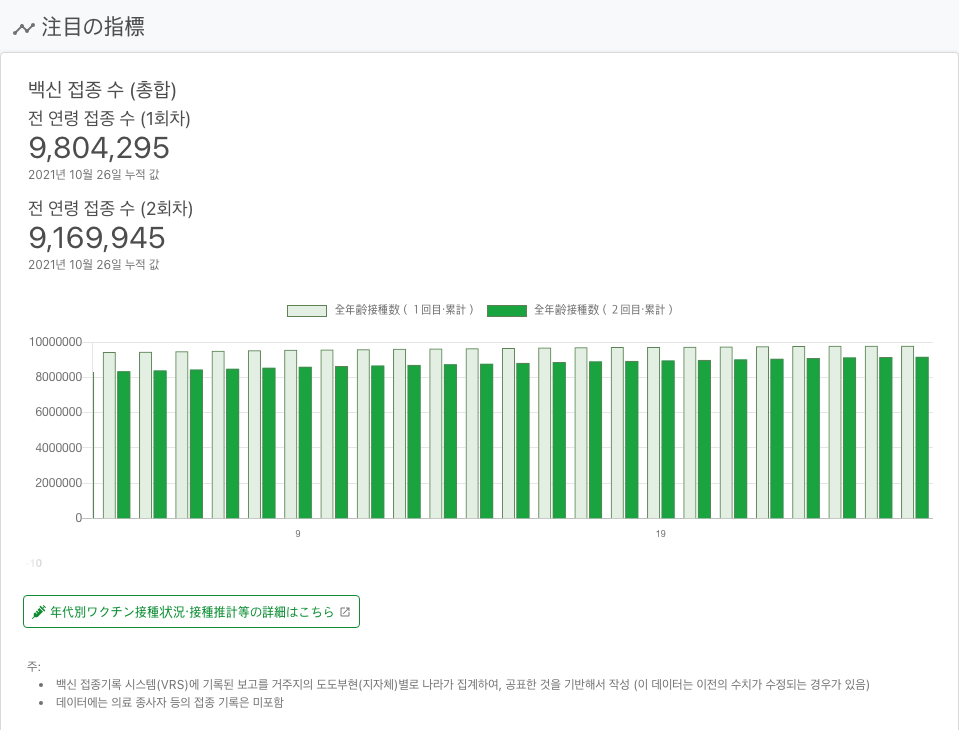 注目の指標
백신 접종 수 (총합)
전 연령 접종 수 (1회차)
9,804,295
2021년 10월 26일 누적 값
전 연령 접종 수 (2회차)
9,169,945
2021년 10월 26일 누적 값
全年齢接種数（１回目·累計） 全年齢接種数（２回目·累計）
10000000
8000000
6000000
4000000
2000000
0
9 19
10
年代別ワクチン接種状況·接種推計等の詳細はこちら
주:
백신 접종기록 시스템(VRS)에 기록된 보고를 거주지의 도도부현(지자체)별로 나라가 집계하여, 공표한 것을 기반해서 작성 (이 데이터는 이전의 수치가 수정되는 경우가 있음)
데이터에는 의료 종사자 등의 접종 기록은 미포함